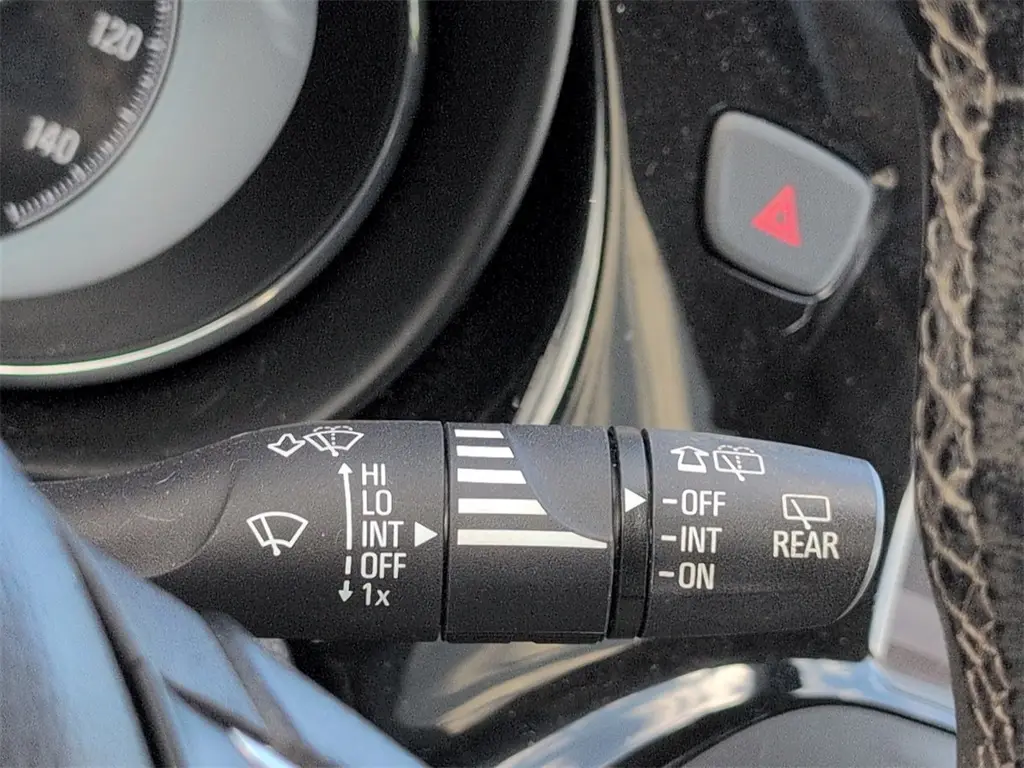 120
140
HI
LO
INT
OFF
1x
OFF
INT
ON
REAR